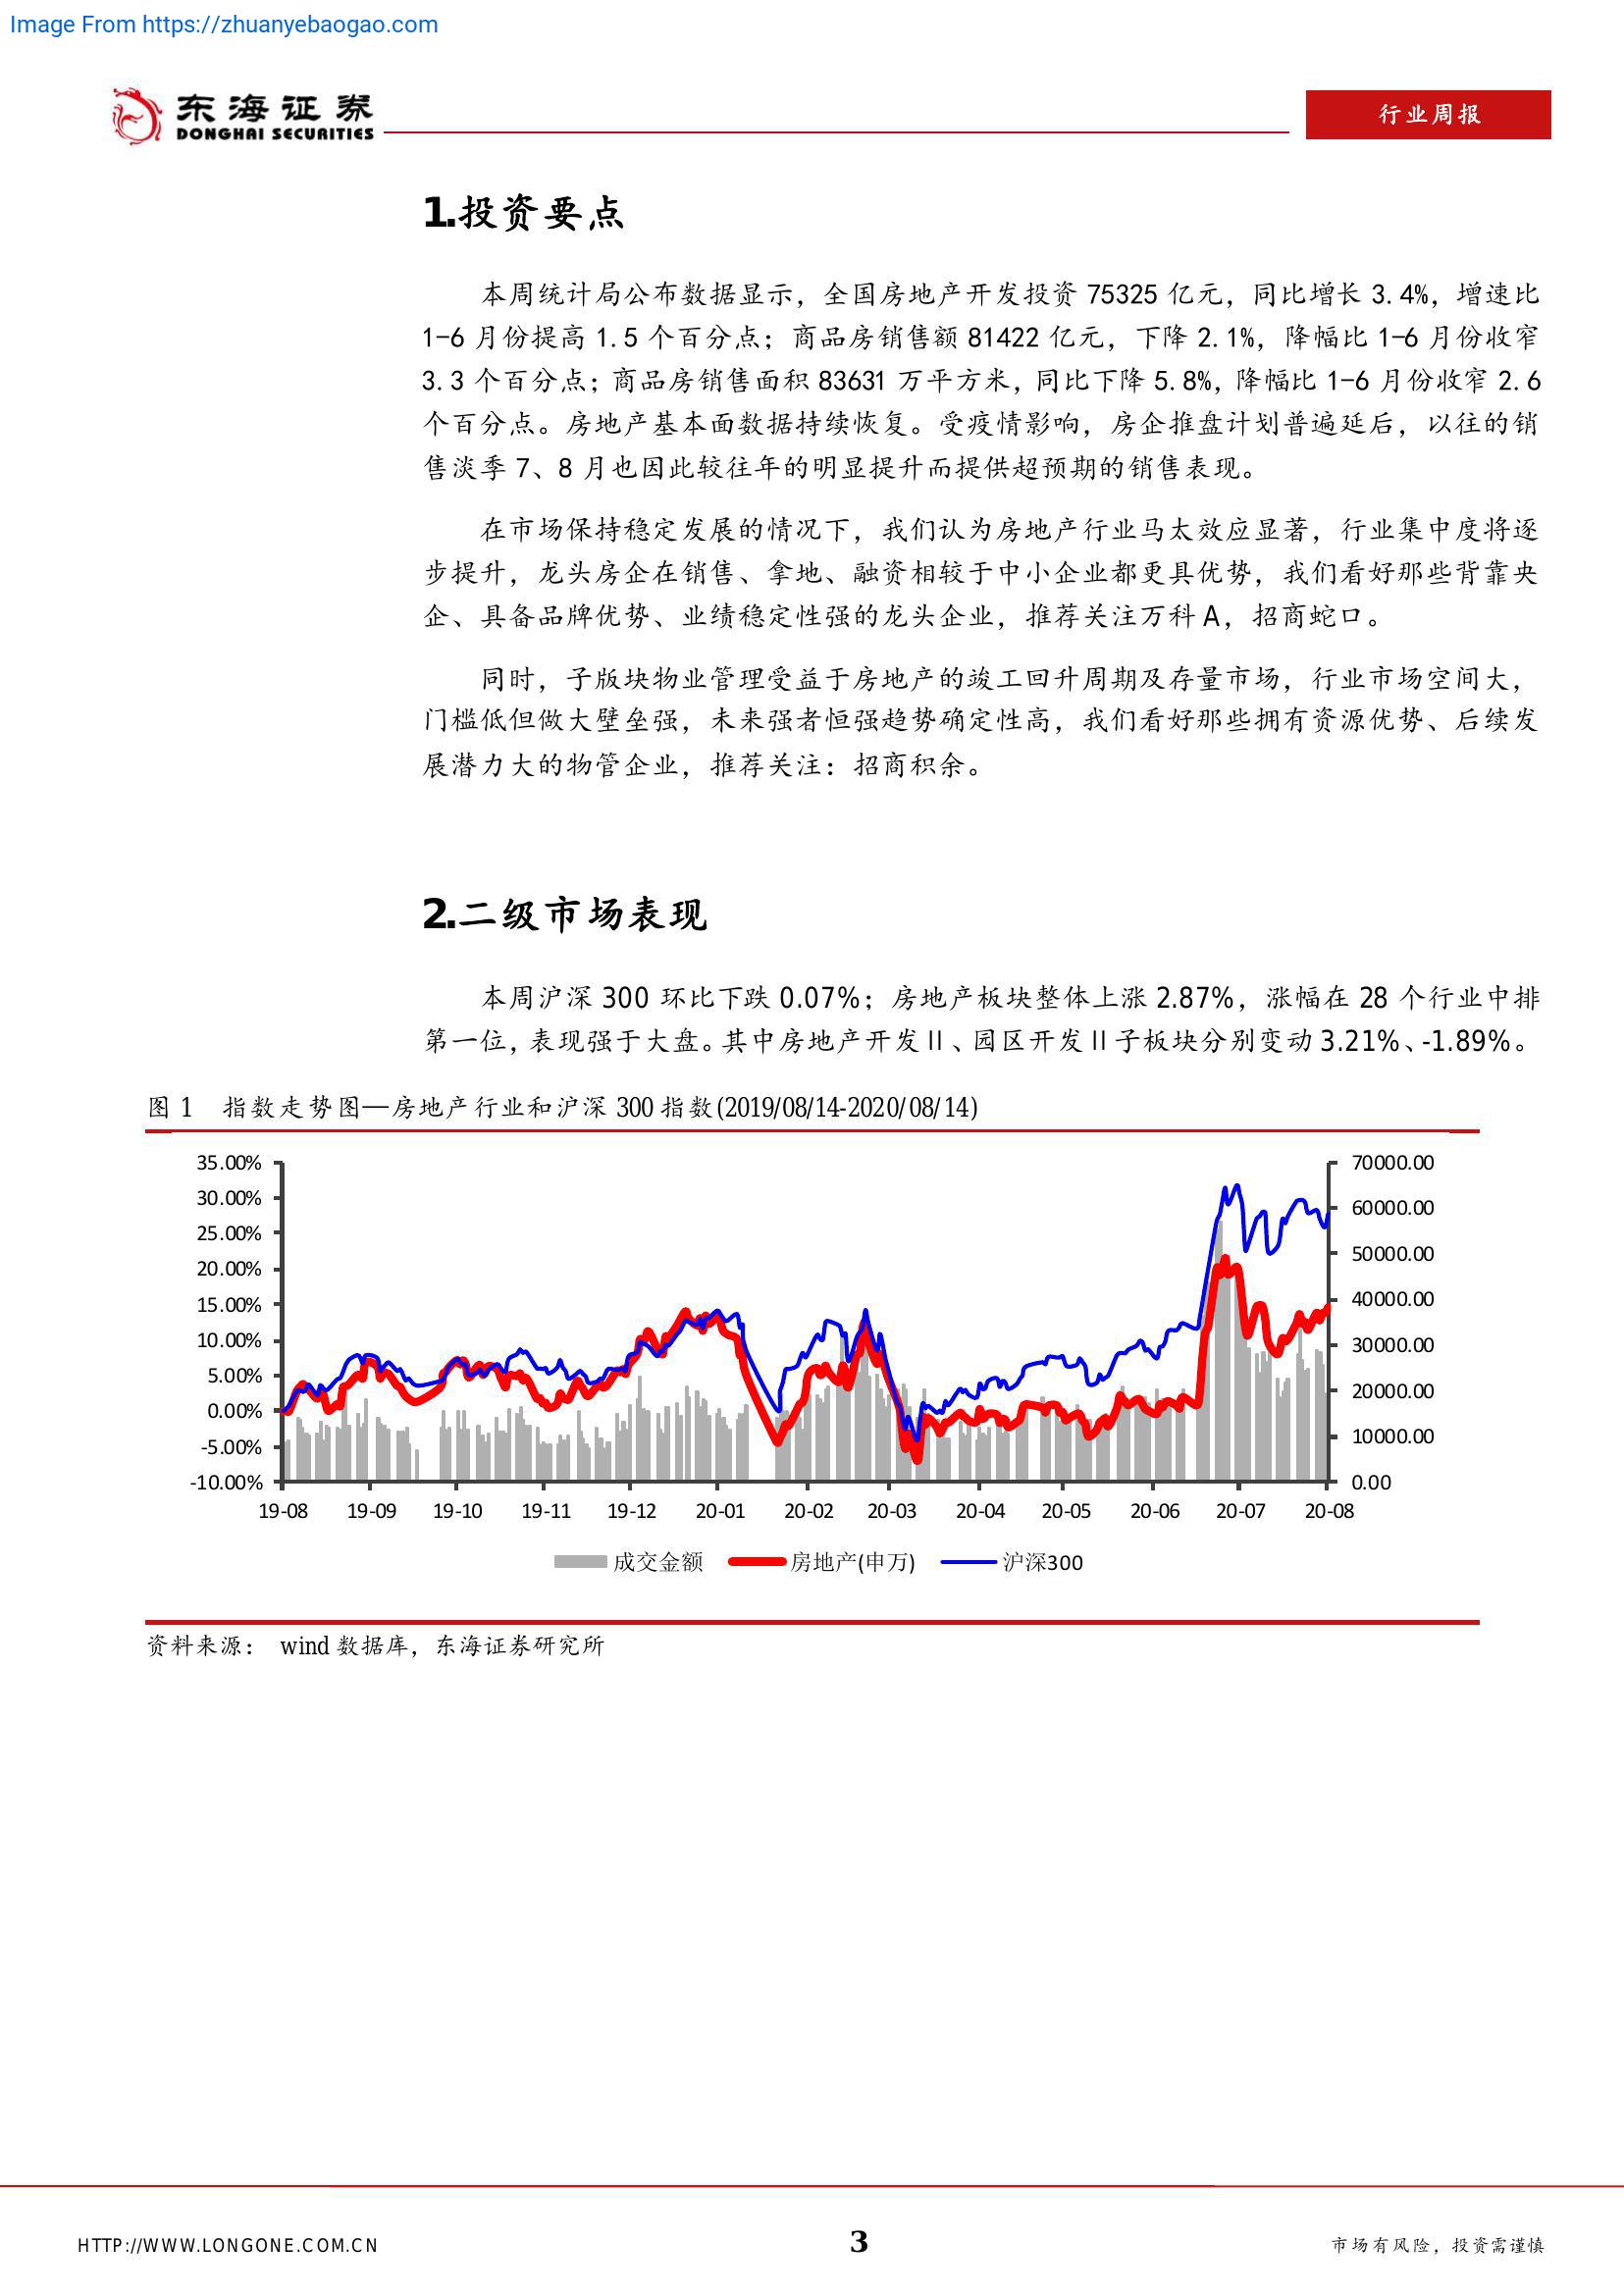 Image From https://zhuanyebaogao.com
东海证券
DONGHAI SECURITIES
行业周报
1.投资要点
本周统计局公布数据显示，全国房地产开发投资 75325 亿元，同比增长 3.4%，增速比
1-6 月份提高 1.5 个百分点；商品房销售额 81422 亿元，下降 2.1%，降幅比 1-6 月份收窄
3.3 个百分点；商品房销售面积 83631 万平方米，同比下降 5.8%，降幅比 1-6 月份收窄 2.6
个百分点。房地产基本面数据持续恢复。受疫情影响，房企推盘计划普遍延后，以往的销
售淡季 7、8 月也因此较往年的明显提升而提供超预期的销售表现。
在市场保持稳定发展的情况下，我们认为房地产行业马太效应显著，行业集中度将逐
步提升，龙头房企在销售、拿地、融资相较于中小企业都更具优势，我们看好那些背靠央
企、具备品牌优势、业绩稳定性强的龙头企业，推荐关注万科 A，招商蛇口。
同时，子版块物业管理受益于房地产的竣工回升周期及存量市场，行业市场空间大，
门槛低但做大壁垒强，未来强者恒强趋势确定性高，我们看好那些拥有资源优势、后续发
展潜力大的物管企业，推荐关注：招商积余。
2.二级市场表现
本周沪深 300 环比下跌 0.07%；房地产板块整体上涨 2.87%，涨幅在 28 个行业中排
第一位，表现强于大盘。其中房地产开发Ⅱ、园区开发Ⅱ子板块分别变动 3.21%、-1.89%。
图 1 指数走势图—房地产行业和沪深 300 指数(2019/08/14-2020/08/14)
35.00%
30.00%
25.00%
20.00%
15.00%
10.00%
5.00%
0.00%
-5.00%
-10.00%
70000.00
60000.00
50000.00
40000.00
30000.00
20000.00
10000.00
0.00
19-08 19-09 19-10 19-11 19-12 20-01 20-02 20-03 20-04 20-05 20-06 20-07 20-08
成交金额 房地产(申万) 沪深300
资料来源： wind 数据库，东海证券研究所
HTTP://WWW.LONGONE.COM.CN 3 市场有风险，投资需谨慎